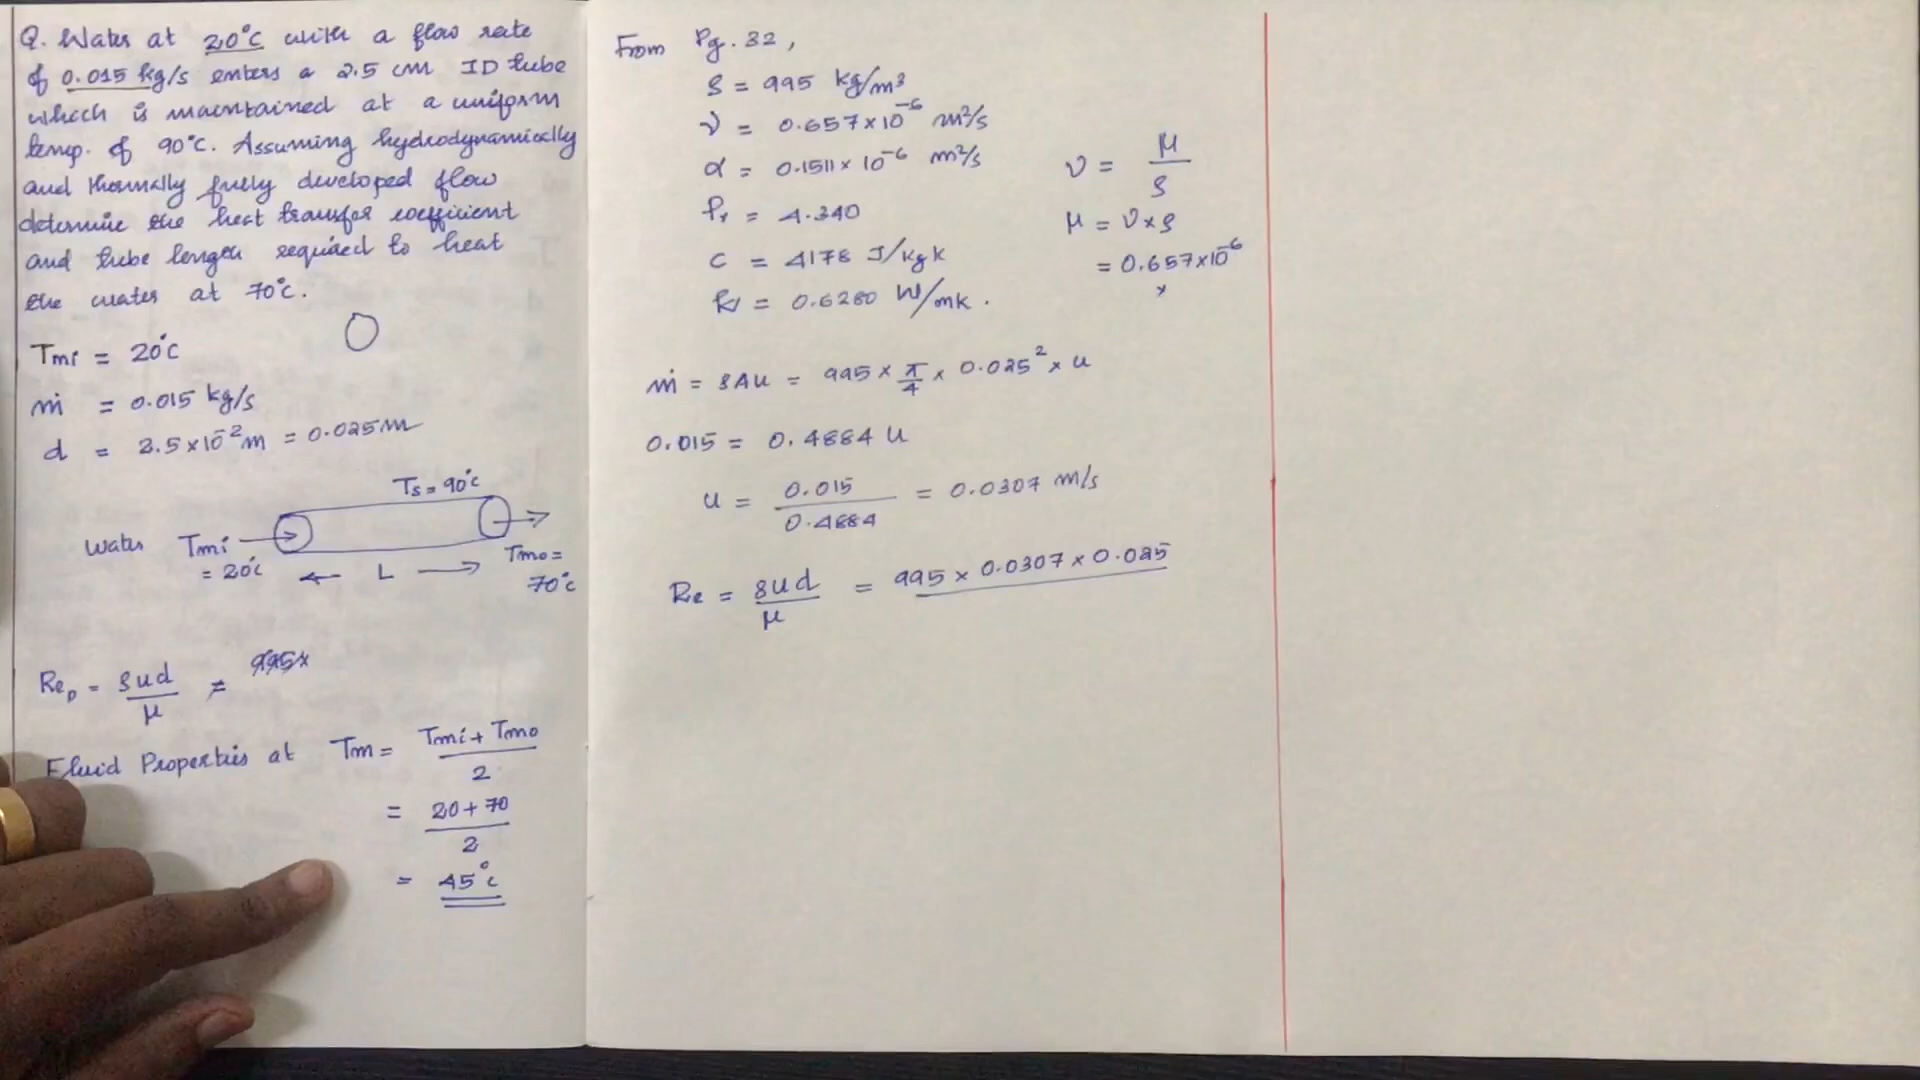 Q. Water at 20°C with a flow rate
of 0.015 kg/s enters a 2.5 cm ID tube
which is maintained at a uniform
temp. of 90°C. Assuming hydrodynamically
and thermally fully developed flow
determine the heat transfer coefficient
and tube length required to heat
the water at 70°C.
Tmi = 20°C
ṁ = 0.015 kg/s
d = 2.5×10⁻²m = 0.025m
Ts = 90°C
Water Tmi = 20°C
L
Tmo = 70°C
Re_D = ρud/μ =
Fluid Properties at Tm = (Tmi + Tmo)/2
= (20+70)/2
= 45°C
From Pg. 32,
ρ = 995 kg/m³
ν = 0.657×10⁻⁶ m²/s
α = 0.1511×10⁻⁶ m²/s
Pr = 4.340
C = 4178 J/kgK
k = 0.6280 W/mK.
ν = μ/ρ
μ = ν×ρ
= 0.657×10⁻⁶
×
ṁ = ρAu = 995 × π/4 × 0.025² × u
0.015 = 0.4884 u
u = 0.015/0.4884 = 0.0307 m/s
Re = ρud/μ = 995 × 0.0307 × 0.025